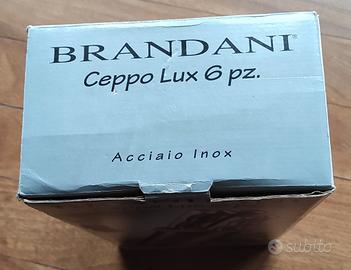 BRANDANI®
Ceppo Lux 6 pz.
Acciaio Inox
subito